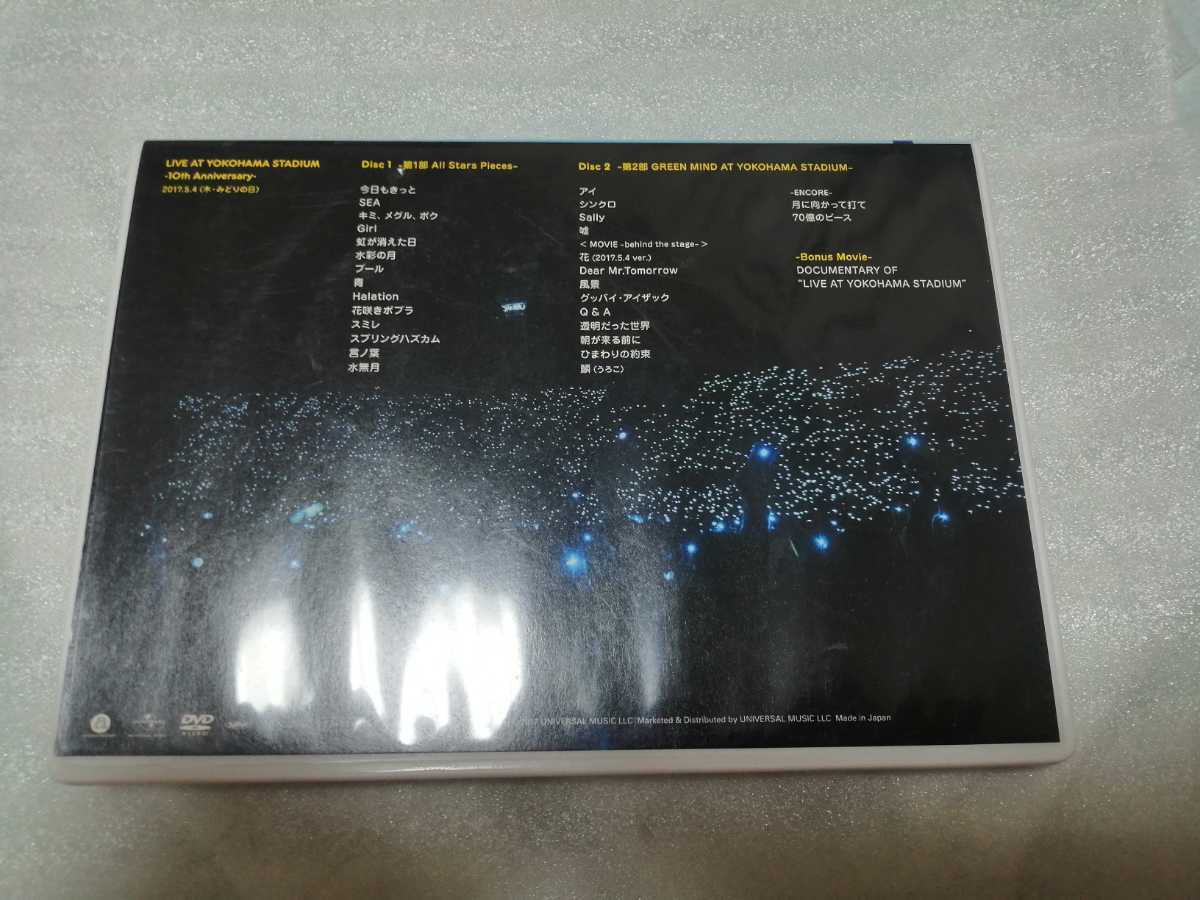 LIVE AT YOKOHAMA STADIUM
-10th Anniversary-
2017.5.4 (木・みどりの日)
Disc 1 -第1部 All Stars Pieces-
今日もきっと
SEA
キミ、メグル、ボク
Girl
虹が消えた日
水彩の月
プール
雨
Halation
花咲きポプラ
スミレ
スプリングハズカム
言ノ葉
水無月
Disc 2 -第2部 GREEN MIND AT YOKOHAMA STADIUM-
アイ
シンクロ
Sally
嘘
< MOVIE -behind the stage- >
花 (2017.5.4 ver.)
Dear Mr.Tomorrow
風景
グッバイ・アイザック
Q & A
透明だった世界
朝が来る前に
ひまわりの約束
鱗 (うろこ)
-ENCORE-
月に向かって打て
70億のピース
-Bonus Movie-
DOCUMENTARY OF
"LIVE AT YOKOHAMA STADIUM"
DVD
2017 UNIVERSAL MUSIC LLC Marketed & Distributed by UNIVERSAL MUSIC LLC Made in Japan